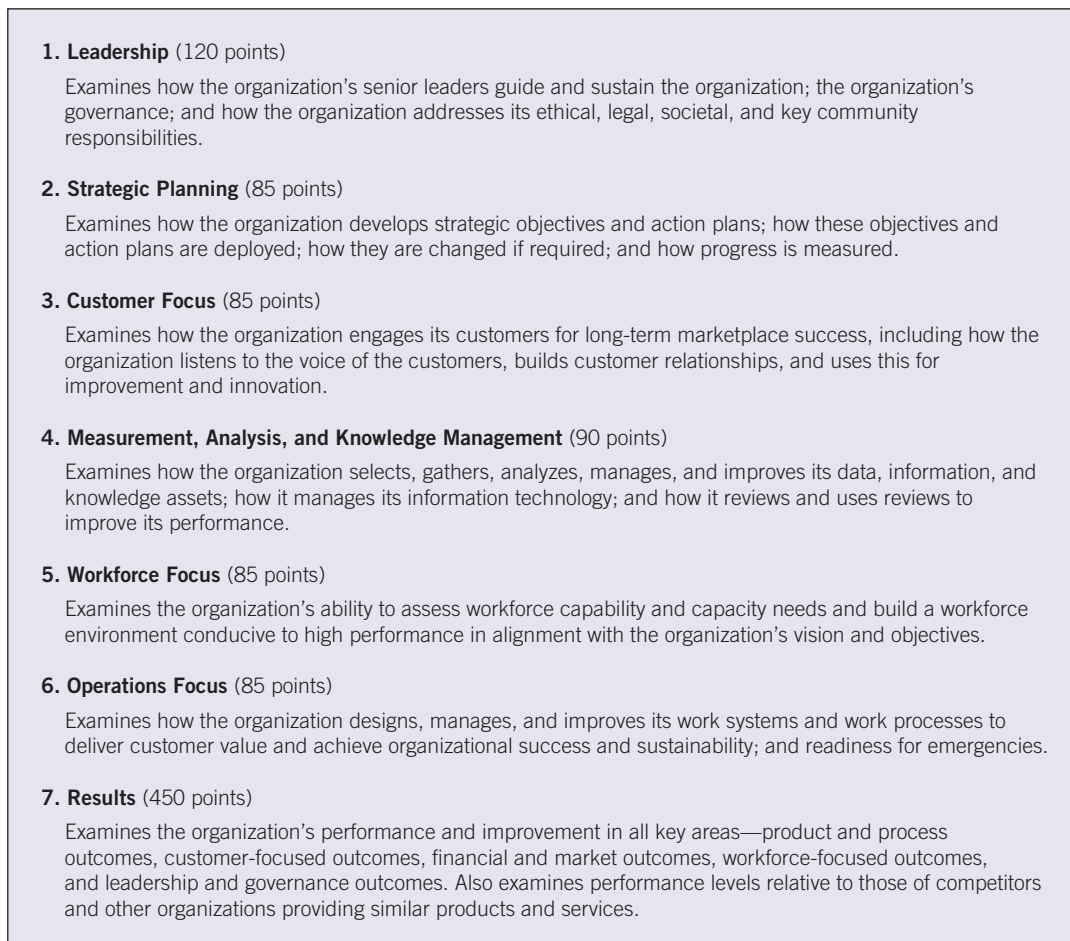 1. Leadership (120 points)
Examines how the organization’s senior leaders guide and sustain the organization; the organization’s
governance; and how the organization addresses its ethical, legal, societal, and key community
responsibilities.
2. Strategic Planning (85 points)
Examines how the organization develops strategic objectives and action plans; how these objectives and
action plans are deployed; how they are changed if required; and how progress is measured.
3. Customer Focus (85 points)
Examines how the organization engages its customers for long-term marketplace success, including how the
organization listens to the voice of the customers, builds customer relationships, and uses this for
improvement and innovation.
4. Measurement, Analysis, and Knowledge Management (90 points)
Examines how the organization selects, gathers, analyzes, manages, and improves its data, information, and
knowledge assets; how it manages its information technology; and how it reviews and uses reviews to
improve its performance.
5. Workforce Focus (85 points)
Examines the organization’s ability to assess workforce capability and capacity needs and build a workforce
environment conducive to high performance in alignment with the organization’s vision and objectives.
6. Operations Focus (85 points)
Examines how the organization designs, manages, and improves its work systems and work processes to
deliver customer value and achieve organizational success and sustainability; and readiness for emergencies.
7. Results (450 points)
Examines the organization’s performance and improvement in all key areas—product and process
outcomes, customer-focused outcomes, financial and market outcomes, workforce-focused outcomes,
and leadership and governance outcomes. Also examines performance levels relative to those of competitors
and other organizations providing similar products and services.